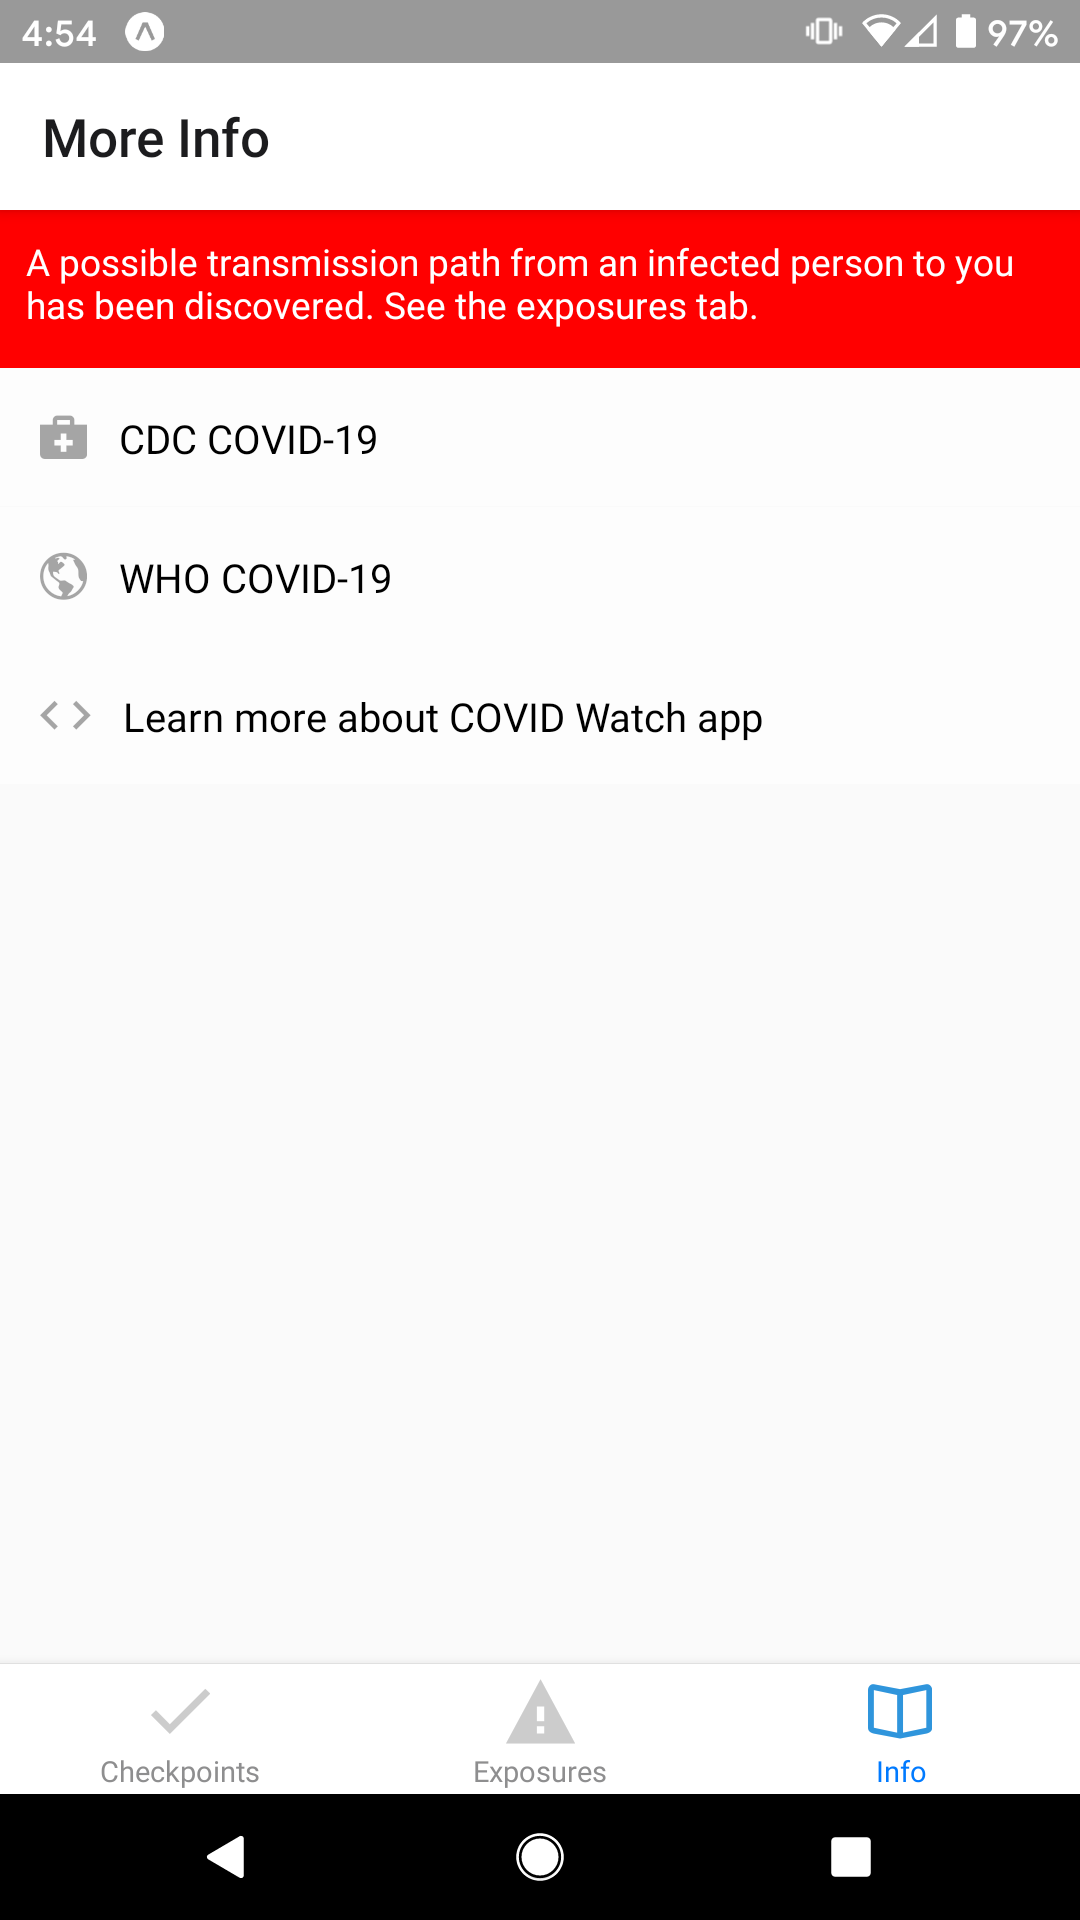 4:54
97%
More Info
A possible transmission path from an infected person to you
has been discovered. See the exposures tab.
CDC COVID-19
WHO COVID-19
Learn more about COVID Watch app
Checkpoints
Exposures
Info